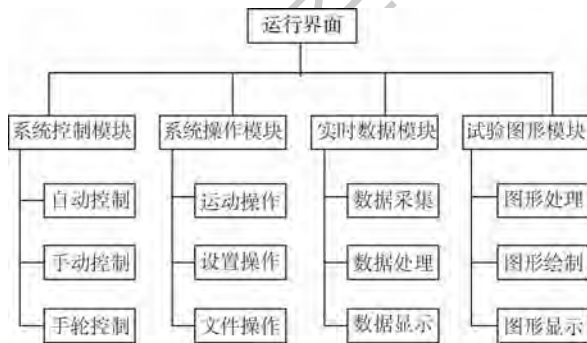 运行界面
系统控制模块
系统操作模块
实时数据模块
试验图形模块
自动控制
运动操作
数据采集
图形处理
手动控制
设置操作
数据处理
图形绘制
手轮控制
文件操作
数据显示
图形显示